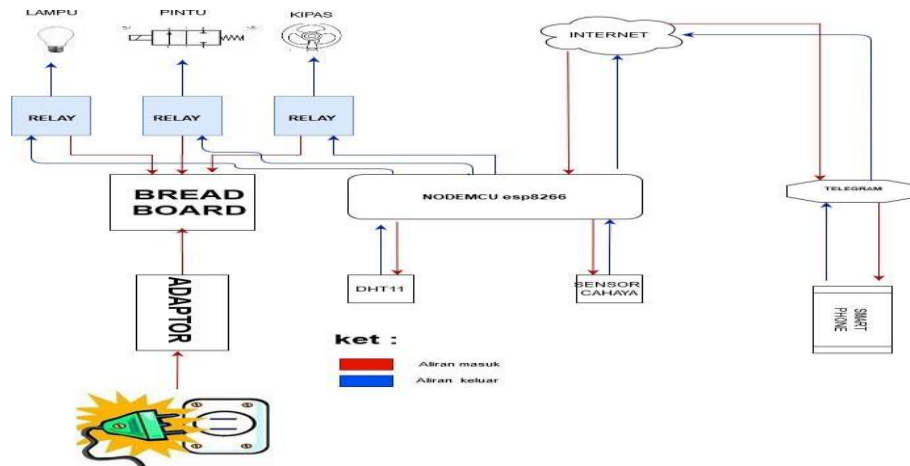 LAMPU
PINTU
KIPAS
INTERNET
RELAY
RELAY
RELAY
BREAD
BOARD
NODEMCU esp8266
TELEGRAM
ADAPTOR
DHT11
SENSOR
CAHAYA
SMART
PHONE
ket :
Aliran masuk
Aliran keluar